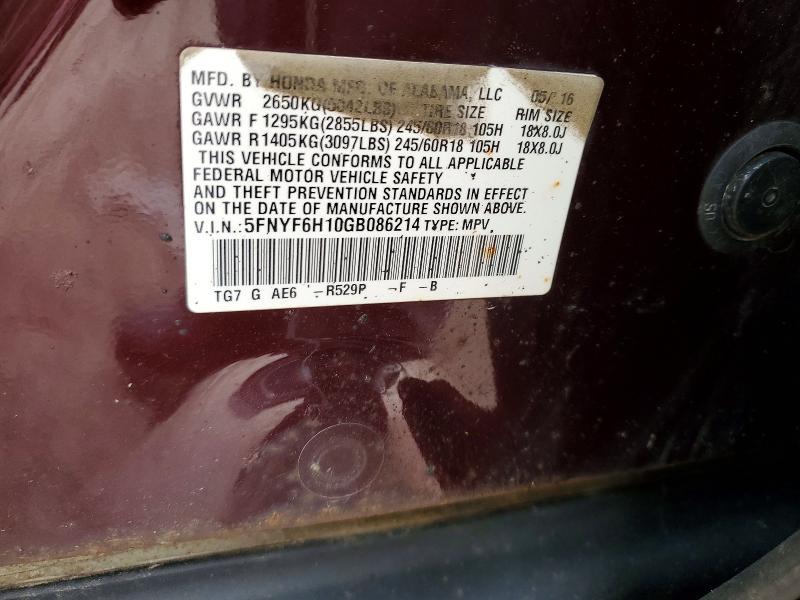 MFD. BY HONDA MFG. OF ALABAMA, LLC 05/16
GVWR 2650KG(5842LBS) TIRE SIZE RIM SIZE
GAWR F1295KG(2855LBS) 245/60R18 105H 18X8.0J
GAWR R1405KG(3097LBS) 245/60R18 105H 18X8.0J
THIS VEHICLE CONFORMS TO ALL APPLICABLE
FEDERAL MOTOR VEHICLE SAFETY
AND THEFT PREVENTION STANDARDS IN EFFECT
ON THE DATE OF MANUFACTURE SHOWN ABOVE.
V.I.N.: 5FNYF6H10GB086214 TYPE: MPV
TG7 G AE6 -R529P -F -B